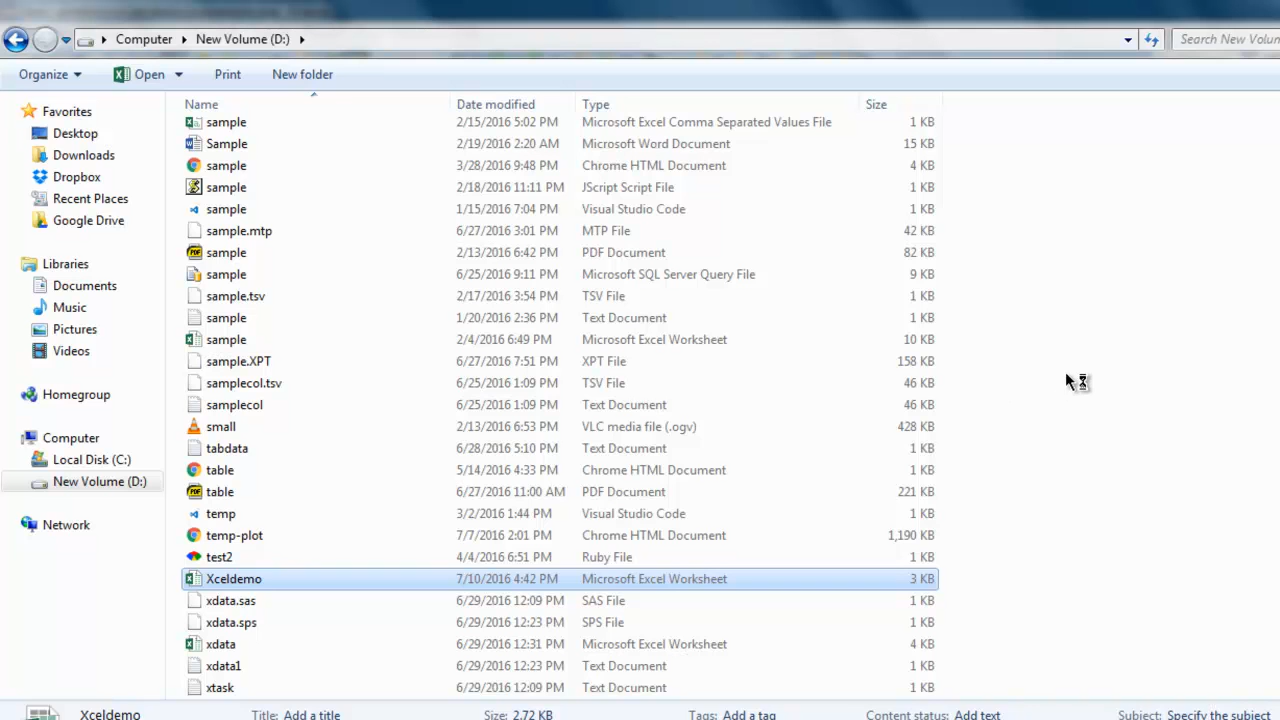 Computer New Volume (D:) Search New Volum
Organize Open Print New folder
Favorites
Desktop
Downloads
Dropbox
Recent Places
Google Drive
Libraries
Documents
Music
Pictures
Videos
Homegroup
Computer
Local Disk (C:)
New Volume (D:)
Network
Name Date modified Type Size
sample 2/15/2016 5:02 PM Microsoft Excel Comma Separated Values File 1 KB
Sample 2/19/2016 2:20 AM Microsoft Word Document 15 KB
sample 3/28/2016 9:48 PM Chrome HTML Document 4 KB
sample 2/18/2016 11:11 PM JScript Script File 1 KB
sample 1/15/2016 7:04 PM Visual Studio Code 1 KB
sample.mtp 6/27/2016 3:01 PM MTP File 42 KB
sample 2/13/2016 6:42 PM PDF Document 82 KB
sample 6/25/2016 9:11 PM Microsoft SQL Server Query File 9 KB
sample.tsv 2/17/2016 3:54 PM TSV File 1 KB
sample 1/20/2016 2:36 PM Text Document 1 KB
sample 2/4/2016 6:49 PM Microsoft Excel Worksheet 10 KB
sample.XPT 6/27/2016 7:51 PM XPT File 158 KB
samplecol.tsv 6/25/2016 1:09 PM TSV File 46 KB
samplecol 6/25/2016 1:09 PM Text Document 46 KB
small 2/13/2016 6:53 PM VLC media file (.ogv) 428 KB
tabdata 6/28/2016 5:10 PM Text Document 1 KB
table 5/14/2016 4:33 PM Chrome HTML Document 1 KB
table 6/27/2016 11:00 AM PDF Document 221 KB
temp 3/2/2016 1:44 PM Visual Studio Code 1 KB
temp-plot 7/7/2016 2:01 PM Chrome HTML Document 1,190 KB
test2 4/4/2016 6:51 PM Ruby File 1 KB
Xceldemo 7/10/2016 4:42 PM Microsoft Excel Worksheet 3 KB
xdata.sas 6/29/2016 12:09 PM SAS File 1 KB
xdata.sps 6/29/2016 12:23 PM SPS File 1 KB
xdata 6/29/2016 12:31 PM Microsoft Excel Worksheet 4 KB
xdata1 6/29/2016 12:23 PM Text Document 1 KB
xtask 6/29/2016 12:09 PM Text Document 1 KB
Xceldemo Title: Add a title Size: 2.72 KB Tags: Add a tag Content status: Add text Subject: Specify the subject